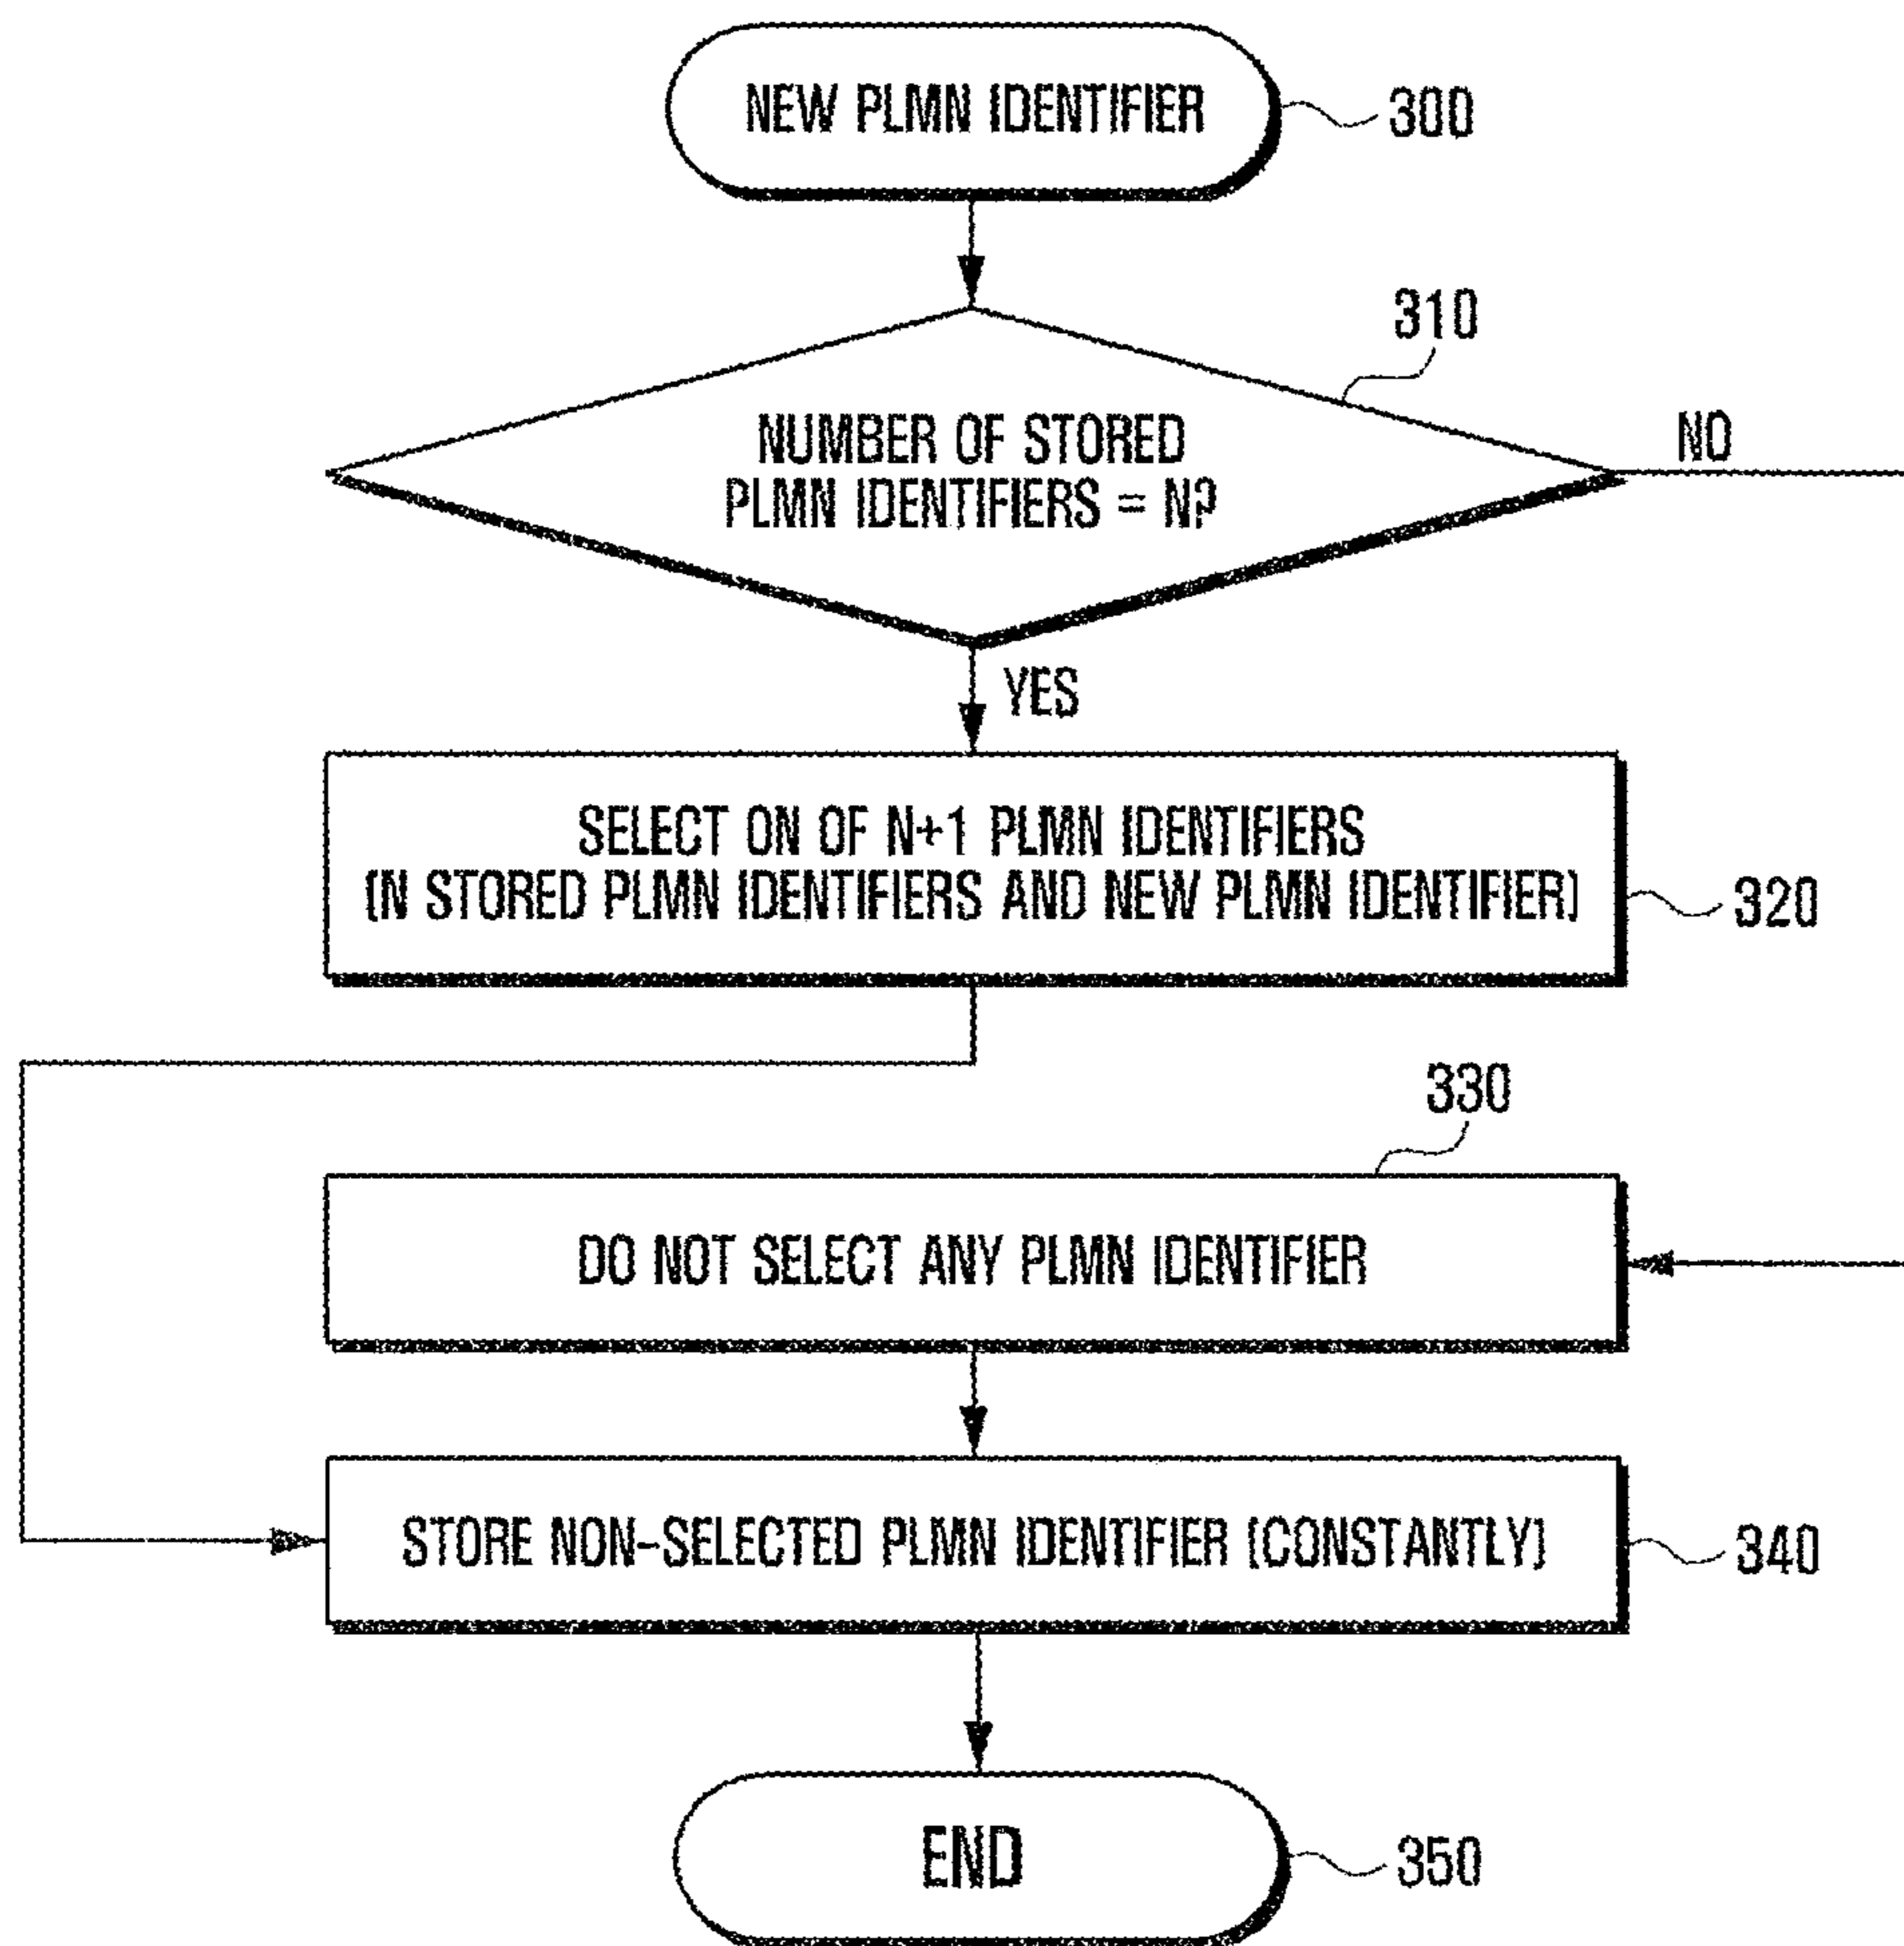 NEW PLMN IDENTIFIER
300
310
NUMBER OF STORED
PLMN IDENTIFIERS = N?
NO
YES
SELECT ON OF N+1 PLMN IDENTIFIERS
(N STORED PLMN IDENTIFIERS AND NEW PLMN IDENTIFIER)
320
330
DO NOT SELECT ANY PLMN IDENTIFIER
STORE NON-SELECTED PLMN IDENTIFIER (CONSTANTLY)
340
END
350